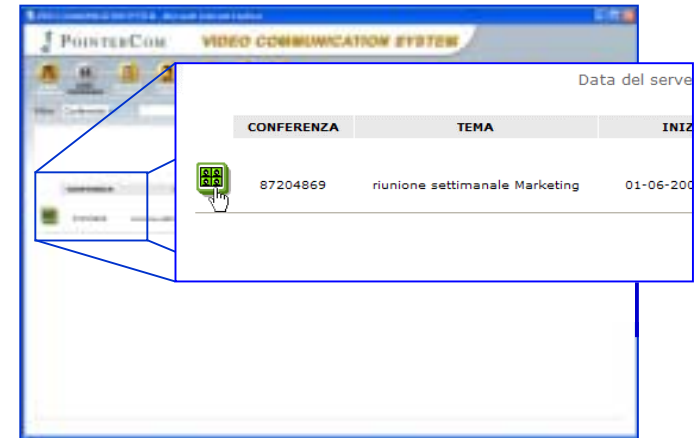 POINTERCOM VIDEO COMMUNICATION SYSTEM
Data del serve
CONFERENZA TEMA INIZ
87204869 riunione settimanale Marketing 01-06-200